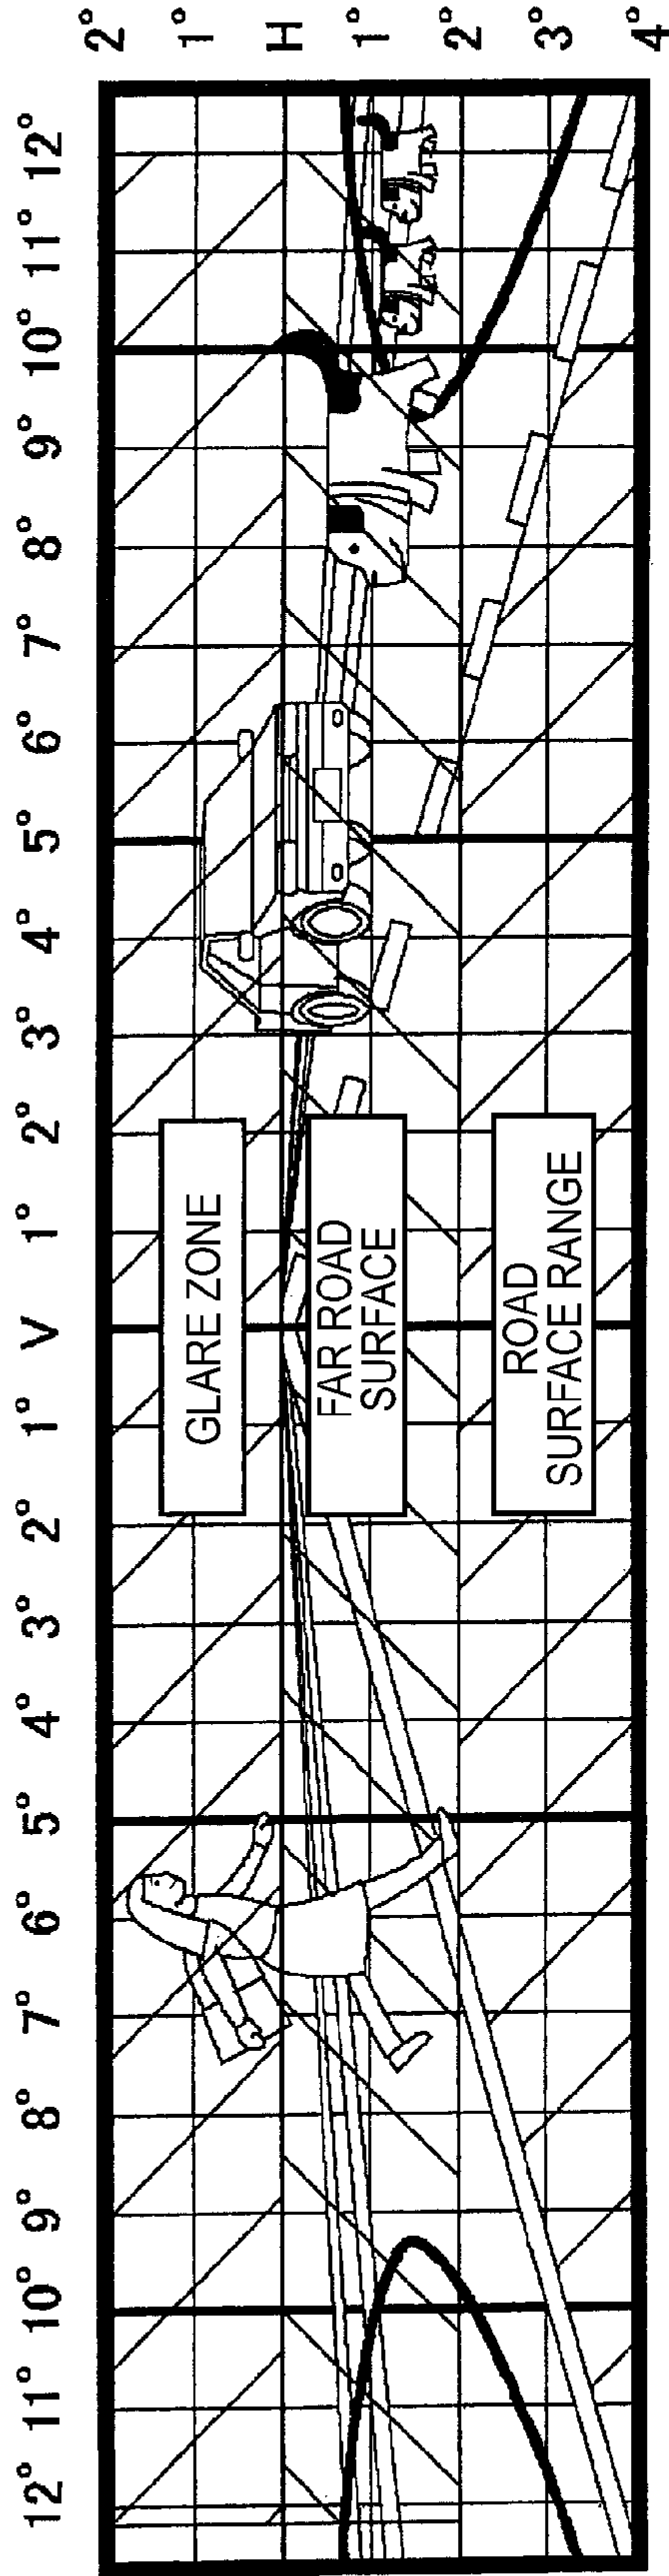 12° 11° 10° 9° 8° 7° 6° 5° 4° 3° 2° 1° V 1° 2° 3° 4° 5° 6° 7° 8° 9° 10° 11° 12°
2°
1°
H
1°
2°
3°
4°
GLARE ZONE
FAR ROAD
SURFACE
ROAD
SURFACE RANGE